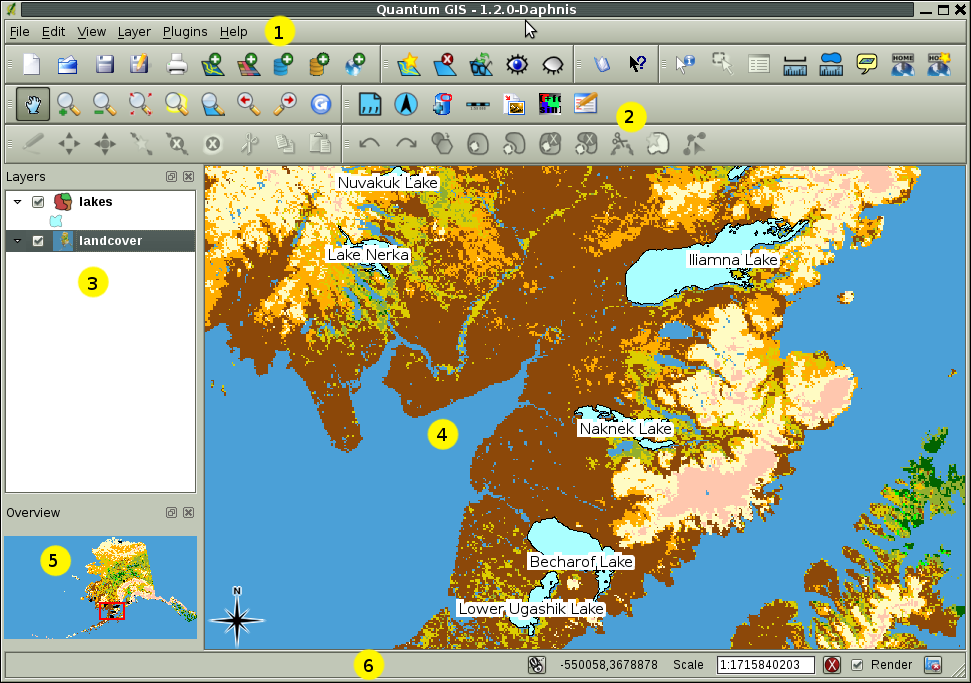 Quantum GIS - 1.2.0-Daphnis
File Edit View Layer Plugins Help
1
HOME HOME
2
Layers
lakes
landcover
3
Nuvakuk Lake
Lake Nerka
Iliamna Lake
Naknek Lake
4
Becharof Lake
Lower Ugashik Lake
N
Overview
5
6
-550058,3678878 Scale 1:1715840203 Render